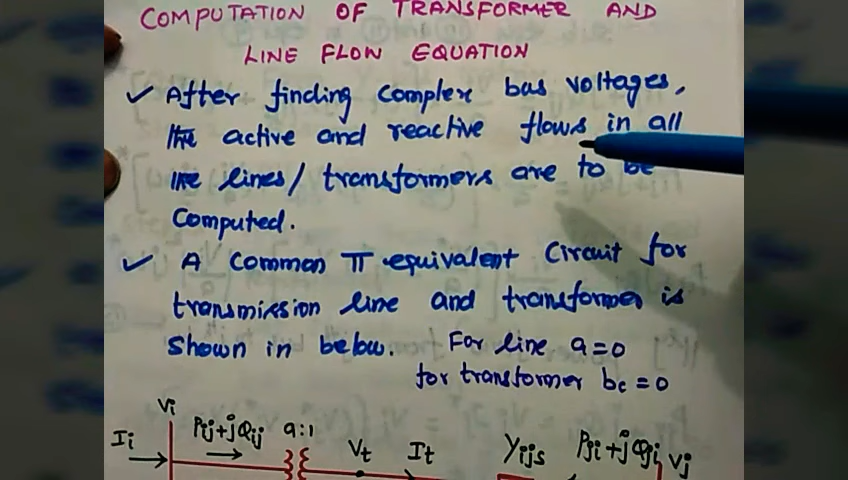 COMPUTATION OF TRANSFORMER AND
LINE FLOW EQUATION
✓ After finding complex bus voltages,
the active and reactive flows in all
the lines/ transformers are to be
Computed.
✓ A common π equivalent Circuit for
transmission line and transformer is
shown in below. For line a=0
for transformer bc=0
Vi
Ii Pij+jQij a:1 Vt It Yijs Pji+jQji Vj